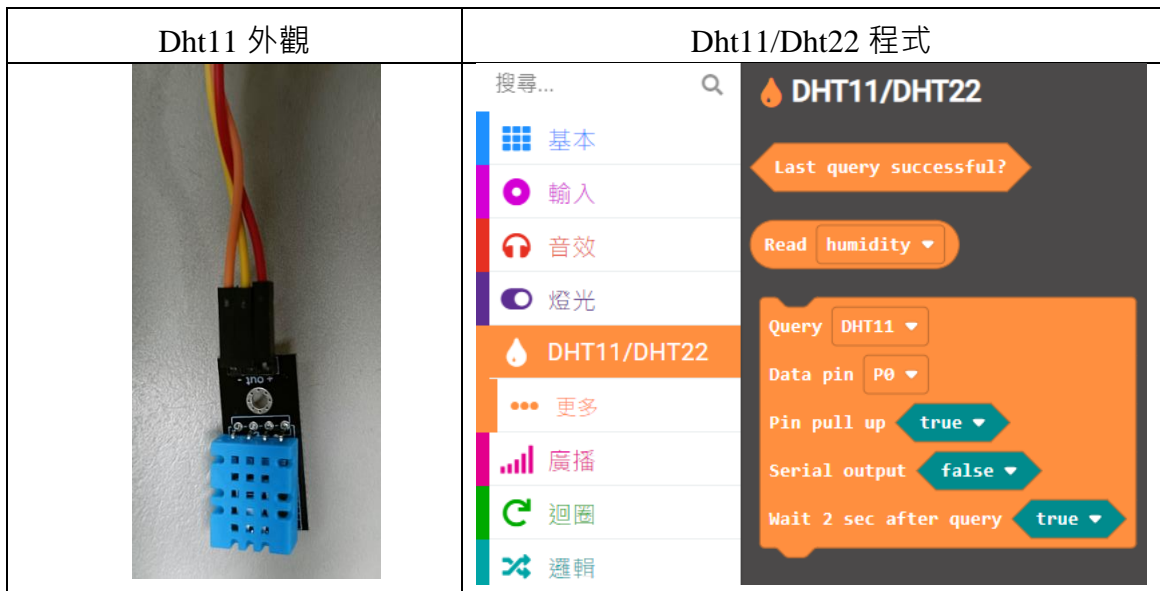 Dht11 外觀
Dht11/Dht22 程式
+ out -
搜尋...
基本
輸入
音效
燈光
DHT11/DHT22
更多
廣播
迴圈
邏輯
DHT11/DHT22
Last query successful?
Read humidity
Query DHT11
Data pin P0
Pin pull up true
Serial output false
Wait 2 sec after query true